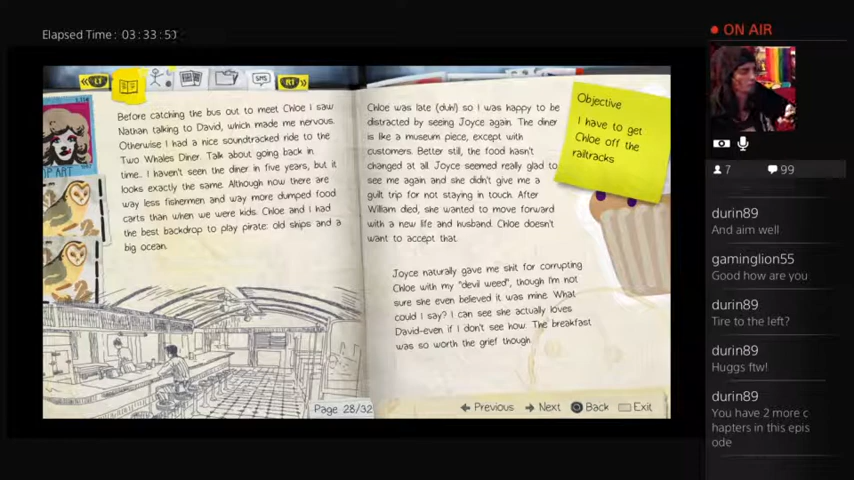 Elapsed Time: 03:33:51
ON AIR
LT
SMS
RT
P ART
Before catching the bus out to meet Chloe I saw
Nathan talking to David, which made me nervous.
Otherwise I had a nice soundtracked ride to the
Two Whales Diner. Talk about going back in
time. I haven't seen the diner in five years, but it
looks exactly the same. Although now there are
way less fishermen and way more dumped food
carts than when we were kids. Chloe and I had
the best backdrop to play pirate: old ships and a
big ocean.
Chloe was late (duh!) so I was happy to be
distracted by seeing Joyce again. The diner
is like a museum piece, except with
customers. Better still, the food hasn't
changed at all. Joyce seemed really glad to
see me again and she didn't give me a
guilt trip for not staying in touch. After
William died, she wanted to move forward
with a new life and husband. Chloe doesn't
want to accept that.
Joyce naturally gave me shit for corrupting
Chloe with my "devil weed", though I'm not
sure she even believed it was mine. What
could I say? I can see she actually loves
David-even if I don't see how. The breakfast
was so worth the grief though.
Objective
I have to get
Chloe off the
railtracks
Page 28/32
Previous
Next
Back
Exit
7
99
durin89
And aim well
gaminglion55
Good how are you
durin89
Tire to the left?
durin89
Huggs ftw!
durin89
You have 2 more c
hapters in this epis
ode